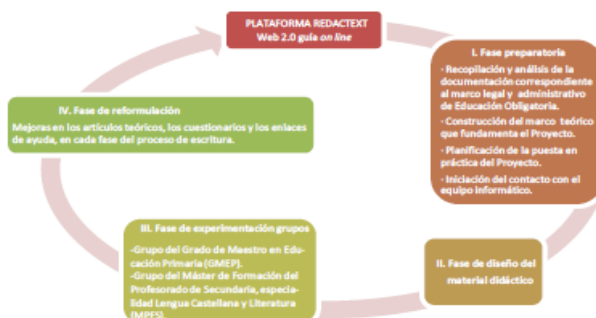 PLATAFORMA REDACTEXT
Web 2.0 guía on line
I. Fase preparatoria
- Recopilación y análisis de la
documentación correspondiente
al marco legal y administrativo
de Educación Obligatoria.
- Construcción del marco teórico
que fundamenta el Proyecto.
- Planificación de la puesta en
práctica del Proyecto.
- Iniciación del contacto con el
equipo informático.
II. Fase de diseño del
material didáctico
III. Fase de experimentación grupos
-Grupo del Grado de Maestro en Edu-
cación Primaria (GMEP).
-Grupo del Máster de Formación del
Profesorado de Secundaria, especia-
lidad Lengua Castellana y Literatura
(MPES).
IV. Fase de reformulación
Mejoras en los artículos teóricos, los cuestionarios y los enlaces
de ayuda, en cada fase del proceso de escritura.